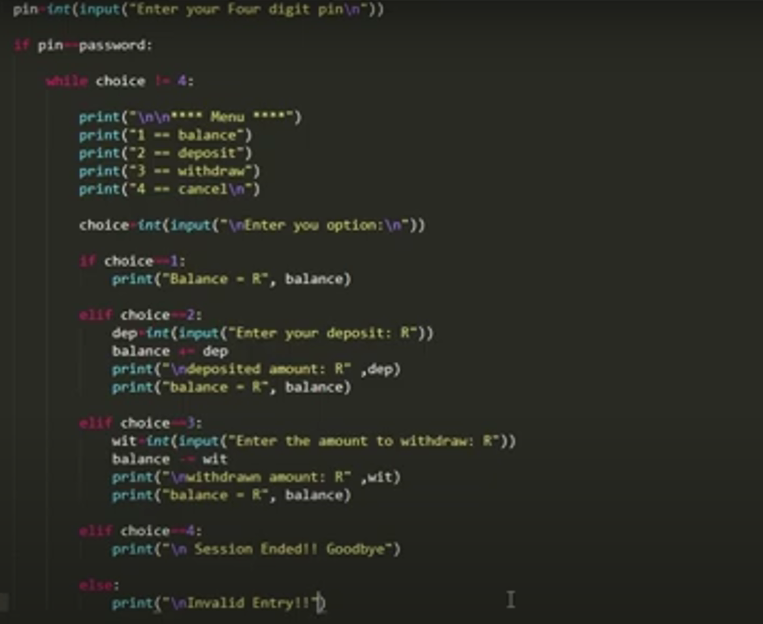 pin=int(input("Enter your Four digit pin\n"))
if pin==password:
while choice != 4:
print("\n\n**** Menu ****")
print("1 == balance")
print("2 == deposit")
print("3 == withdraw")
print("4 == cancel\n")
choice=int(input("\nEnter you option:\n"))
if choice==1:
print("Balance = R", balance)
elif choice==2:
dep=int(input("Enter your deposit: R"))
balance += dep
print("\ndeposited amount: R" ,dep)
print("balance = R", balance)
elif choice==3:
wit=int(input("Enter the amount to withdraw: R"))
balance -= wit
print("\nwithdrawn amount: R" ,wit)
print("balance = R", balance)
elif choice==4:
print("\n Session Ended!! Goodbye")
else:
print("\nInvalid Entry!!")